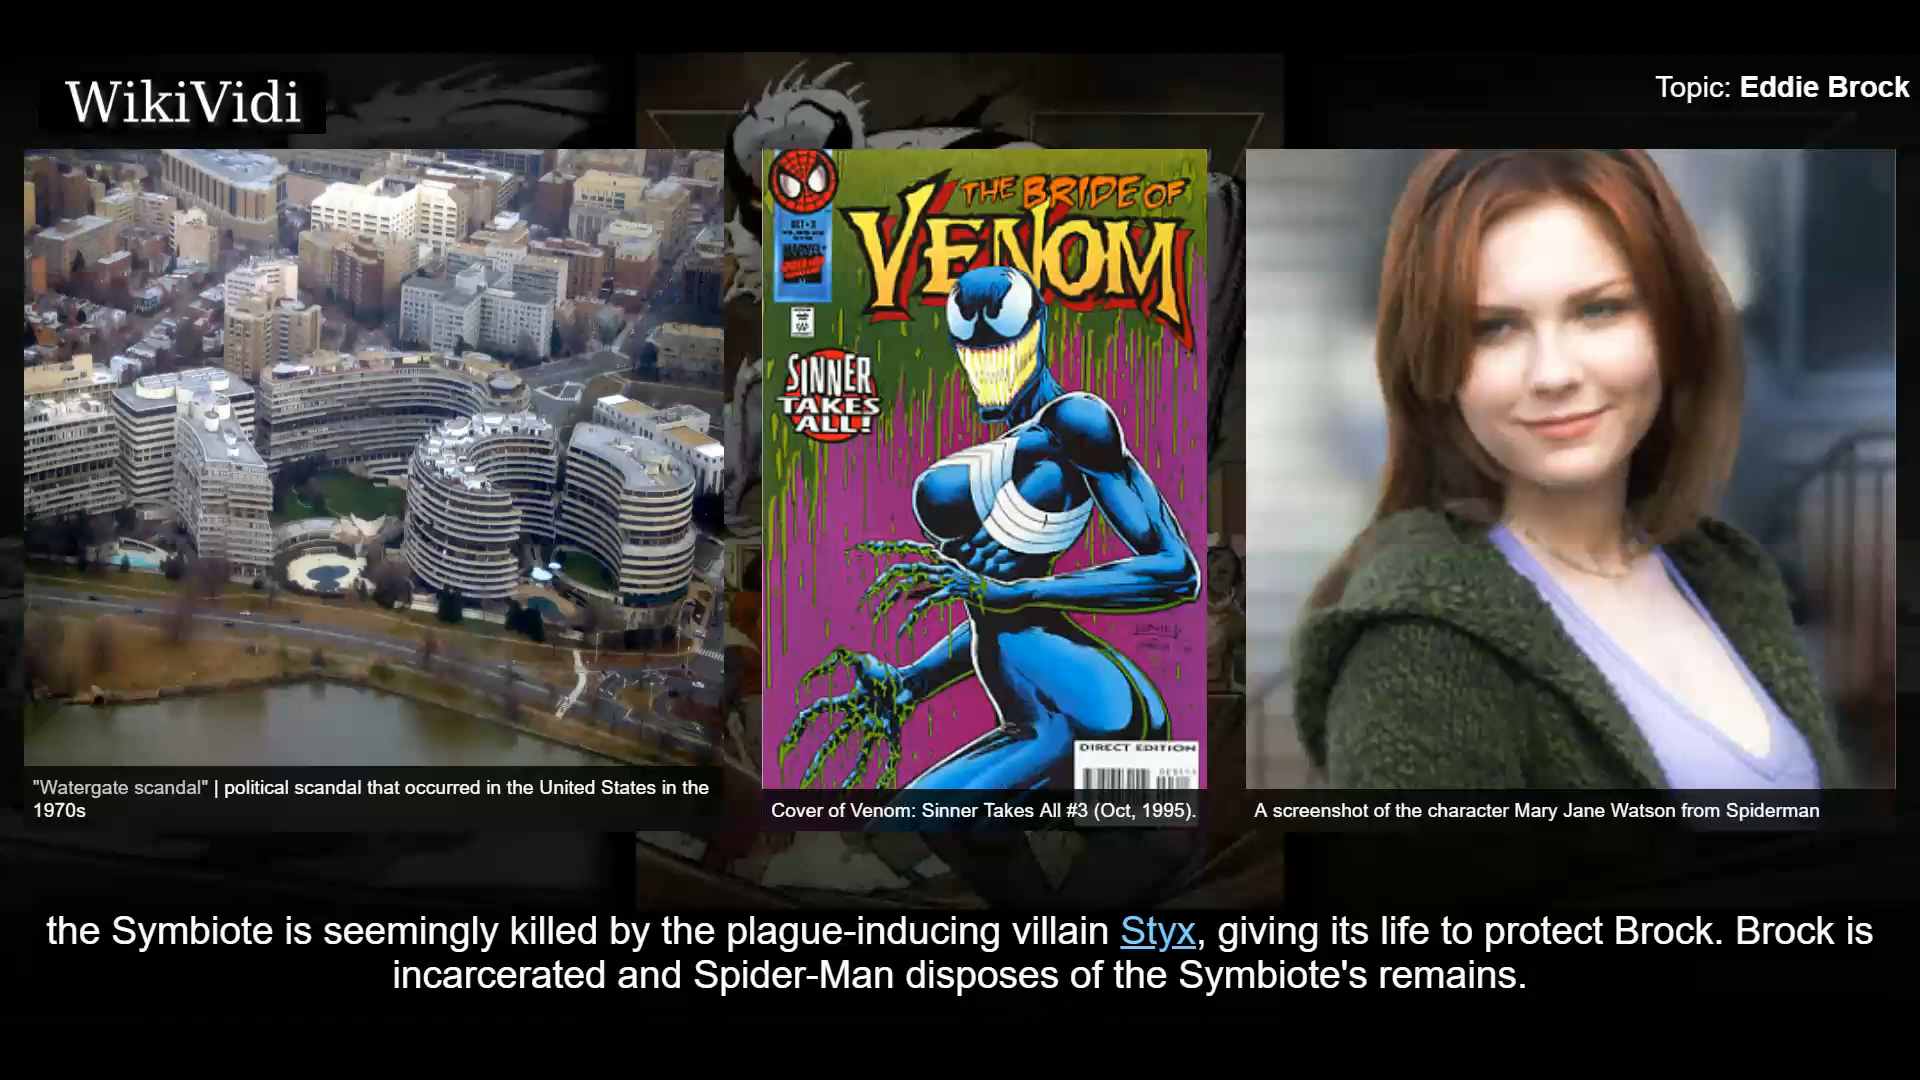 WikiVidi
Topic: Eddie Brock
THE BRIDE OF
VENOM
SINNER
TAKES
ALL!
DIRECT EDITION
"Watergate scandal" | political scandal that occurred in the United States in the
1970s
Cover of Venom: Sinner Takes All #3 (Oct, 1995).
A screenshot of the character Mary Jane Watson from Spiderman
the Symbiote is seemingly killed by the plague-inducing villain Styx, giving its life to protect Brock. Brock is
incarcerated and Spider-Man disposes of the Symbiote's remains.